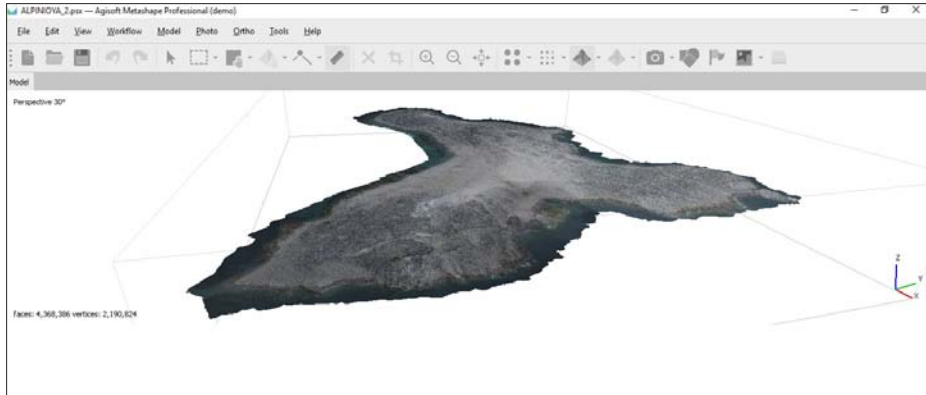 ALPINIOYA_2.psx — Agisoft Metashape Professional (demo)
File Edit View Workflow Model Photo Ortho Tools Help
Model
Perspective 30°
Z
Y
X
faces: 4,368,386 vertices: 2,190,824